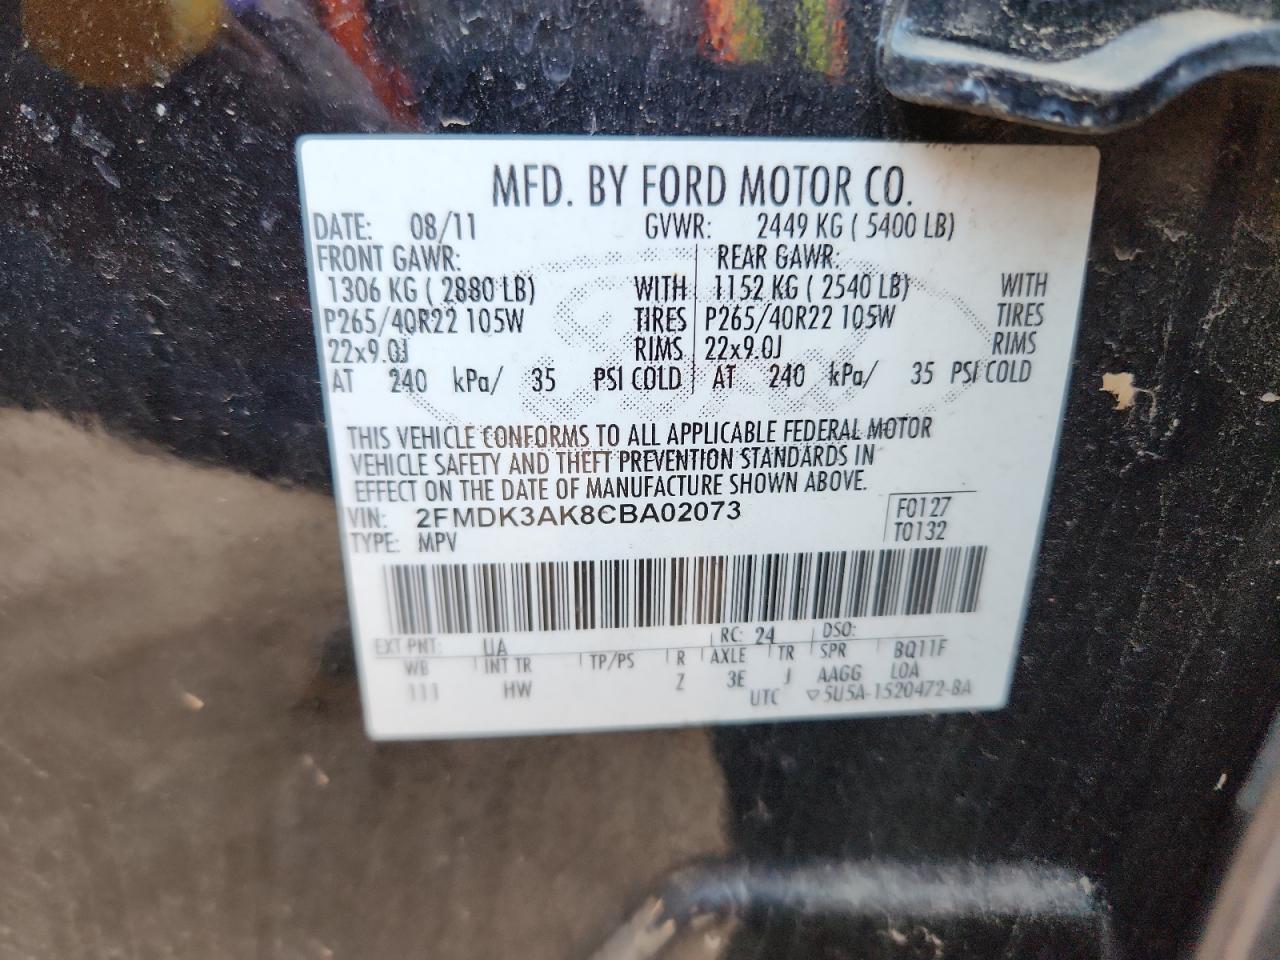 MFD. BY FORD MOTOR CO.
DATE: 08/11 GVWR: 2449 KG ( 5400 LB)
FRONT GAWR: REAR GAWR:
1306 KG ( 2880 LB) WITH 1152 KG ( 2540 LB) WITH
P265/40R22 105W TIRES P265/40R22 105W TIRES
22x9.0J RIMS 22x9.0J RIMS
AT 240 kPa/ 35 PSI COLD AT 240 kPa/ 35 PSI COLD
THIS VEHICLE CONFORMS TO ALL APPLICABLE FEDERAL MOTOR
VEHICLE SAFETY AND THEFT PREVENTION STANDARDS IN
EFFECT ON THE DATE OF MANUFACTURE SHOWN ABOVE.
VIN: 2FMDK3AK8CBA02073 F0127
TYPE: MPV T0132
EXT PNT: UA RC: 24 DSO:
WB INT TR TP/PS R AXLE TR SPR BQ11F
111 HW Z 3E J AAGG LOA
UTC ▽5U5A-1520472-BA